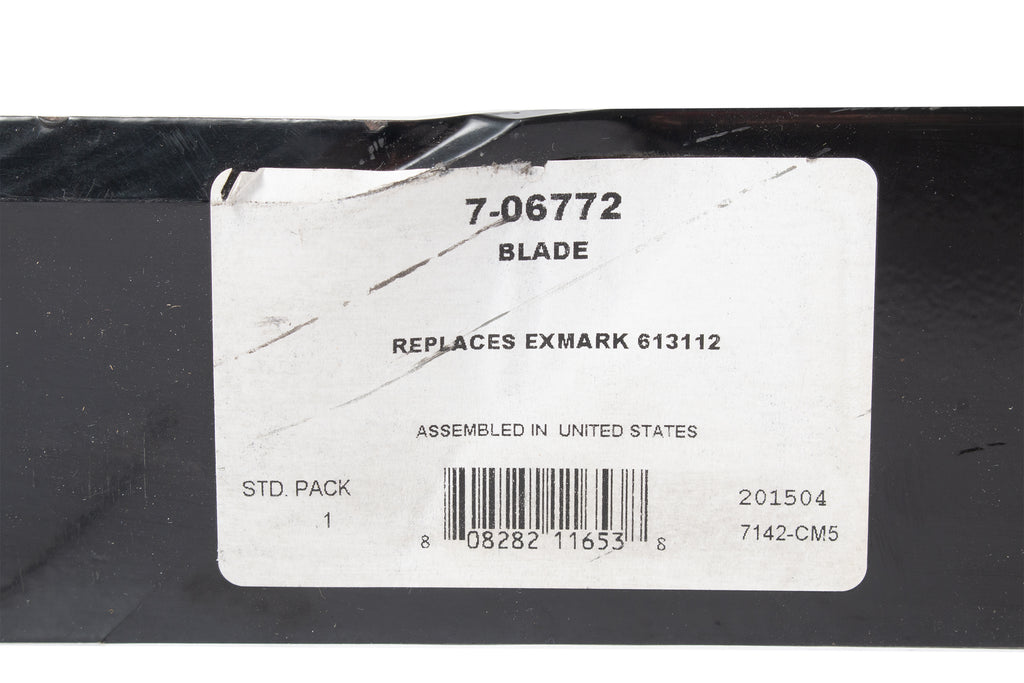 7-06772
BLADE
REPLACES EXMARK 613112
ASSEMBLED IN UNITED STATES
STD. PACK
1
8 08282 11653 8
201504
7142-CM5